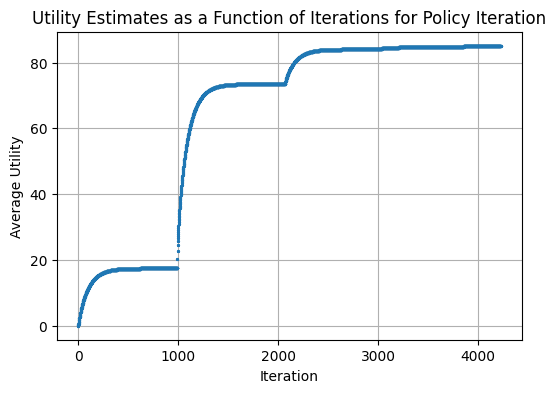 Utility Estimates as a Function of Iterations for Policy Iteration
80
60
40
20
0
Average Utility
0 1000 2000 3000 4000
Iteration